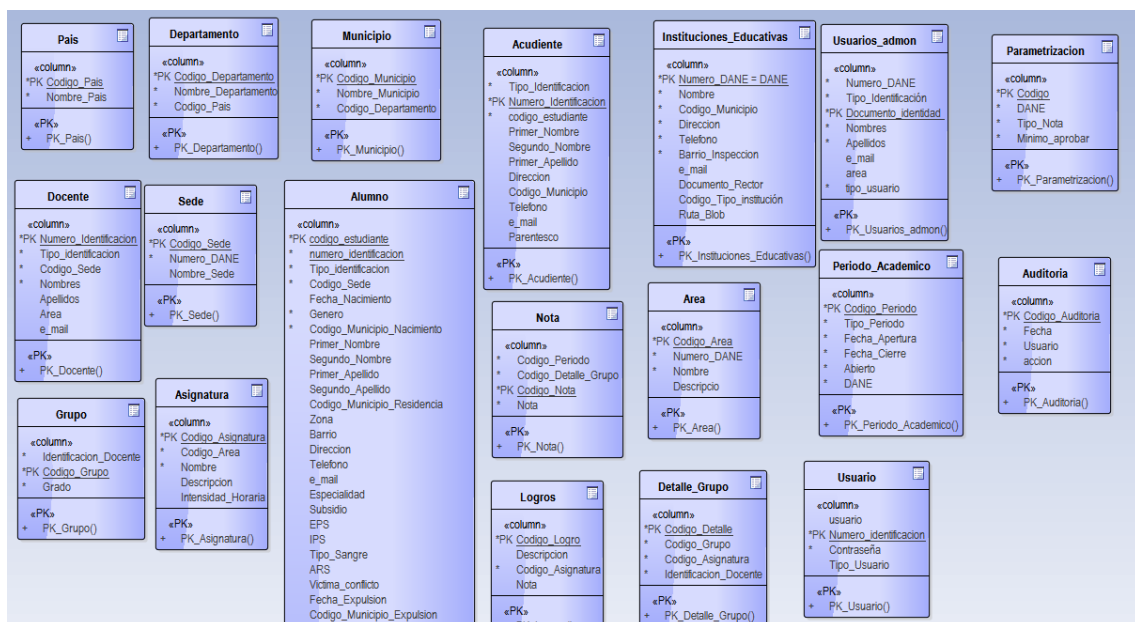 Pais
«column»
*PK Codigo_Pais
* Nombre_Pais
«PK»
+ PK_Pais()
Departamento
«column»
*PK Codigo_Departamento
* Nombre_Departamento
* Codigo_Pais
«PK»
+ PK_Departamento()
Municipio
«column»
*PK Codigo_Municipio
* Nombre_Municipio
* Codigo_Departamento
«PK»
+ PK_Municipio()
Acudiente
«column»
* Tipo_Identificacion
*PK Numero_Identificacion
* codigo_estudiante
Primer_Nombre
Segundo_Nombre
Primer_Apellido
Direccion
Codigo_Municipio
Telefono
e_mail
Parentesco
«PK»
+ PK_Acudiente()
Instituciones_Educativas
«column»
*PK Numero_DANE = DANE
* Nombre
* Codigo_Municipio
* Direccion
* Telefono
* Barrio_Inspeccion
e_mail
Documento_Rector
Codigo_Tipo_institución
Ruta_Blob
«PK»
+ PK_Instituciones_Educativas()
Usuarios_admon
«column»
* Numero_DANE
* Tipo_Identificación
*PK Documento_identidad
* Nombres
* Apellidos
e_mail
area
* tipo_usuario
«PK»
+ PK_Usuarios_admon()
Parametrizacion
«column»
*PK Codigo
* DANE
* Tipo_Nota
* Minimo_aprobar
«PK»
+ PK_Parametrizacion()
Docente
«column»
*PK Numero_Identificacion
* Tipo_identificacion
* Codigo_Sede
* Nombres
Apellidos
Area
e_mail
«PK»
+ PK_Docente()
Sede
«column»
*PK Codigo_Sede
* Numero_DANE
Nombre_Sede
«PK»
+ PK_Sede()
Alumno
«column»
*PK codigo_estudiante
* numero_identificacion
* Tipo_identificacion
* Codigo_Sede
Fecha_Nacimiento
* Genero
* Codigo_Municipio_Nacimiento
Primer_Nombre
Segundo_Nombre
Primer_Apellido
Segundo_Apellido
Codigo_Municipio_Residencia
Zona
Barrio
Direccion
Telefono
e_mail
Especialidad
Subsidio
EPS
IPS
Tipo_Sangre
ARS
Victima_conflicto
Fecha_Expulsion
Codigo_Municipio_Expulsion
Nota
«column»
* Codigo_Periodo
* Codigo_Detalle_Grupo
*PK Codigo_Nota
* Nota
«PK»
+ PK_Nota()
Area
«column»
*PK Codigo_Area
* Numero_DANE
* Nombre
Descripcio
«PK»
+ PK_Area()
Periodo_Academico
«column»
*PK Codigo_Periodo
* Tipo_Periodo
* Fecha_Apertura
* Fecha_Cierre
* Abierto
* DANE
«PK»
+ PK_Periodo_Academico()
Auditoria
«column»
*PK Codigo_Auditoria
* Fecha
* Usuario
* accion
«PK»
+ PK_Auditoria()
Grupo
«column»
* Identificacion_Docente
*PK Codigo_Grupo
* Grado
«PK»
+ PK_Grupo()
Asignatura
«column»
*PK Codigo_Asignatura
* Codigo_Area
* Nombre
Descripcion
Intensidad_Horaria
«PK»
+ PK_Asignatura()
Logros
«column»
*PK Codigo_Logro
Descripcion
* Codigo_Asignatura
Nota
«PK»
Detalle_Grupo
«column»
*PK Codigo_Detalle
* Codigo_Grupo
* Codigo_Asignatura
* Identificacion_Docente
«PK»
+ PK_Detalle_Grupo()
Usuario
«column»
usuario
*PK Numero_identificacion
* Contraseña
Tipo_Usuario
«PK»
+ PK_Usuario()